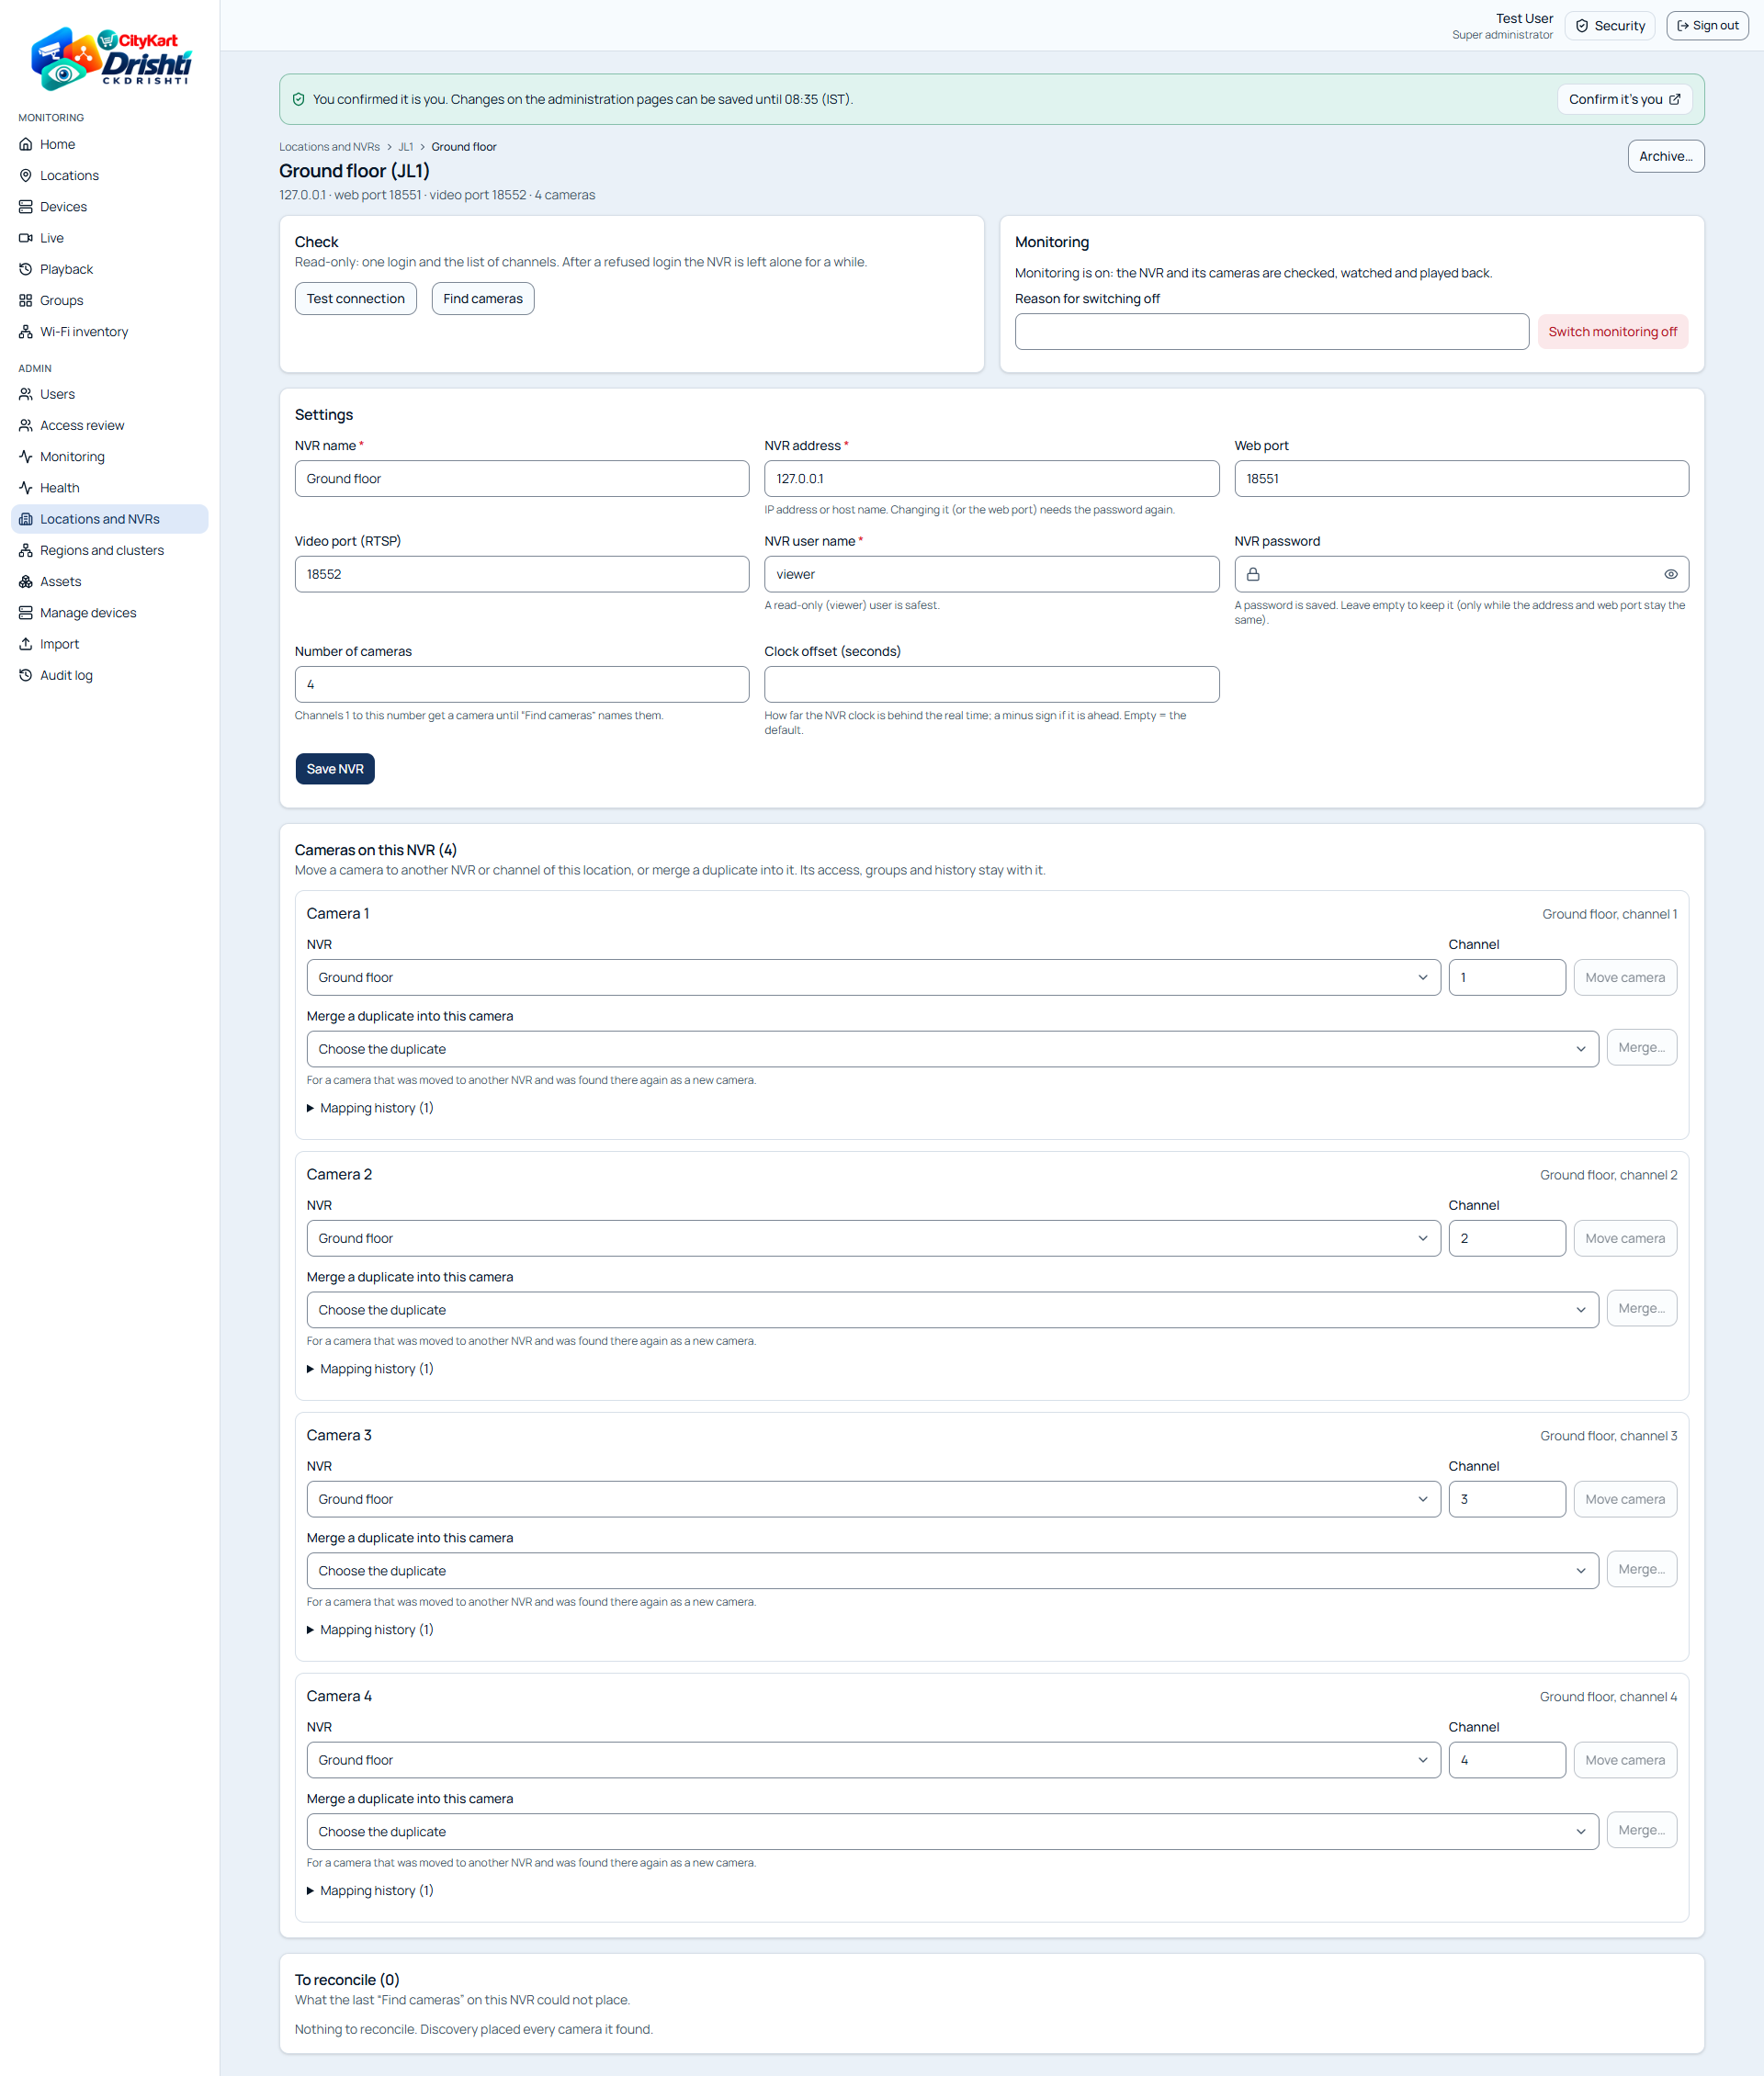 CityKart
Drishti
CKDRISHTI
MONITORING
Home
Locations
Devices
Live
Playback
Groups
Wi-Fi inventory
ADMIN
Users
Access review
Monitoring
Health
Locations and NVRs
Regions and clusters
Assets
Manage devices
Import
Audit log
Test User
Super administrator
Security
Sign out
You confirmed it is you. Changes on the administration pages can be saved until 08:35 (IST).
Confirm it's you
Locations and NVRs > JL1 > Ground floor
Ground floor (JL1)
127.0.0.1 · web port 18551 · video port 18552 · 4 cameras
Archive...
Check
Read-only: one login and the list of channels. After a refused login the NVR is left alone for a while.
Test connection
Find cameras
Monitoring
Monitoring is on: the NVR and its cameras are checked, watched and played back.
Reason for switching off
Switch monitoring off
Settings
NVR name *
NVR address *
Web port
Ground floor
127.0.0.1
18551
IP address or host name. Changing it (or the web port) needs the password again.
Video port (RTSP)
NVR user name *
NVR password
18552
viewer
A read-only (viewer) user is safest.
A password is saved. Leave empty to keep it (only while the address and web port stay the
same).
Number of cameras
Clock offset (seconds)
4
Channels 1 to this number get a camera until "Find cameras" names them.
How far the NVR clock is behind the real time; a minus sign if it is ahead. Empty = the
default.
Save NVR
Cameras on this NVR (4)
Move a camera to another NVR or channel of this location, or merge a duplicate into it. Its access, groups and history stay with it.
Camera 1
Ground floor, channel 1
NVR
Channel
Ground floor
1
Move camera
Merge a duplicate into this camera
Choose the duplicate
Merge...
For a camera that was moved to another NVR and was found there again as a new camera.
Mapping history (1)
Camera 2
Ground floor, channel 2
NVR
Channel
Ground floor
2
Move camera
Merge a duplicate into this camera
Choose the duplicate
Merge...
For a camera that was moved to another NVR and was found there again as a new camera.
Mapping history (1)
Camera 3
Ground floor, channel 3
NVR
Channel
Ground floor
3
Move camera
Merge a duplicate into this camera
Choose the duplicate
Merge...
For a camera that was moved to another NVR and was found there again as a new camera.
Mapping history (1)
Camera 4
Ground floor, channel 4
NVR
Channel
Ground floor
4
Move camera
Merge a duplicate into this camera
Choose the duplicate
Merge...
For a camera that was moved to another NVR and was found there again as a new camera.
Mapping history (1)
To reconcile (0)
What the last “Find cameras” on this NVR could not place.
Nothing to reconcile. Discovery placed every camera it found.